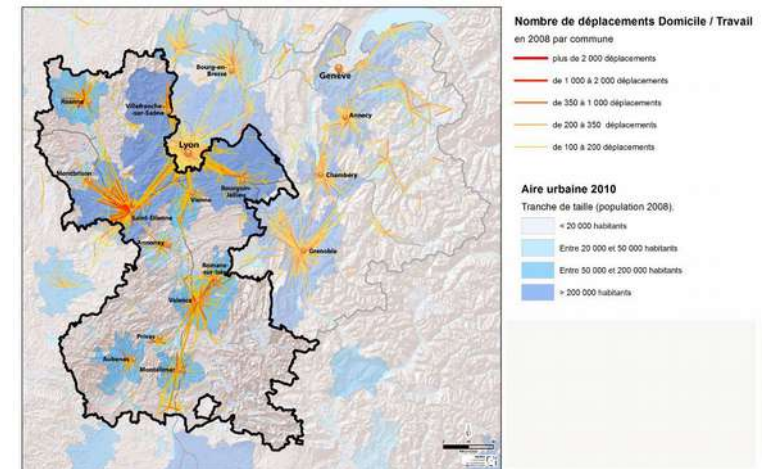 Nombre de déplacements Domicile / Travail
en 2008 par commune
plus de 2 000 déplacements
de 1 000 à 2 000 déplacements
de 350 à 1 000 déplacements
de 200 à 350 déplacements
de 100 à 200 déplacements
Aire urbaine 2010
Tranche de taille (population 2008).
< 20 000 habitants
Entre 20 000 et 50 000 habitants
Entre 50 000 et 200 000 habitants
> 200 000 habitants
Bourg-en-
Bresse
Genève
Roanne
Villefranche-
sur-Saône
Annecy
Lyon
Montbrison
Chambéry
Bourgoin-
Jallieu
Vienne
Saint-Etienne
Annonay
Grenoble
Romans-
sur-Isère
Valence
Privas
Aubenas
Montélimar